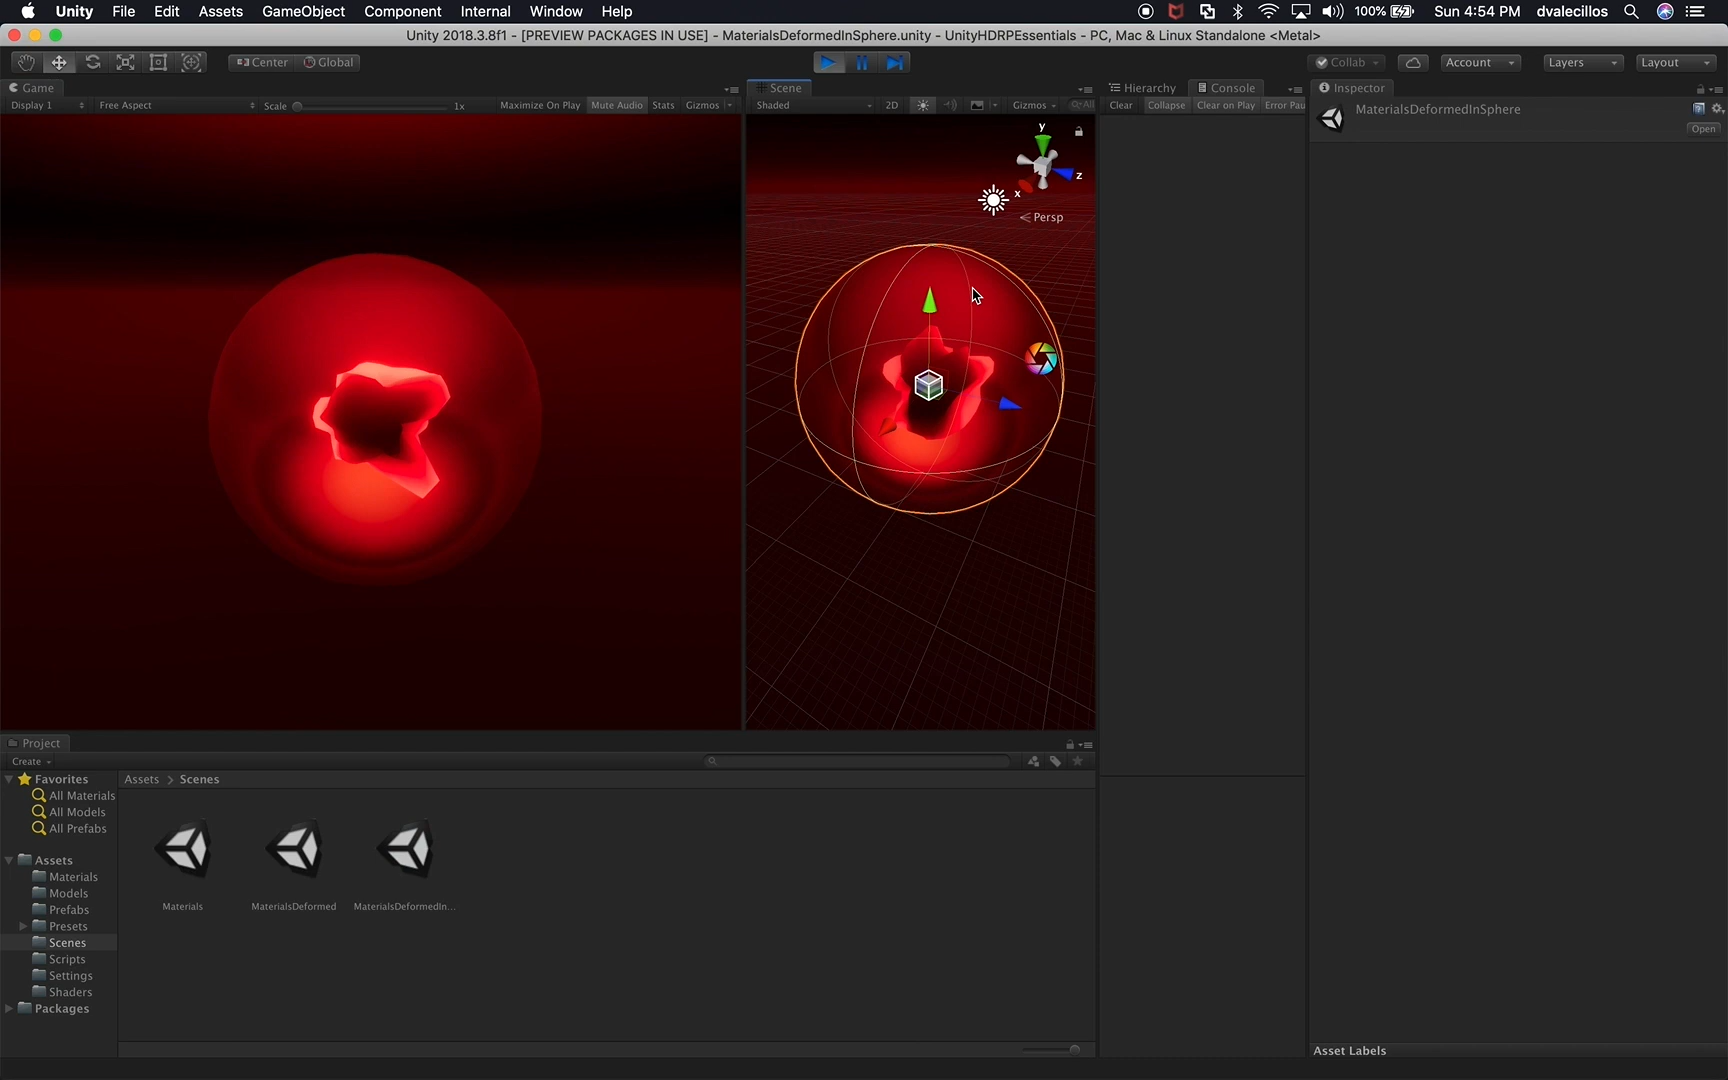 Unity File Edit Assets GameObject Component Internal Window Help 100% Sun 4:54 PM dvalecillos
Unity 2018.3.8f1 - [PREVIEW PACKAGES IN USE] - MaterialsDeformedInSphere.unity - UnityHDRPEssentials - PC, Mac & Linux Standalone <Metal>
Center Global Collab Account Layers Layout
Game Scene Hierarchy Console Inspector
Display 1 Free Aspect Scale 1x Maximize On Play Mute Audio Stats Gizmos Shaded 2D Gizmos All Clear Collapse Clear on Play Error Pau
MaterialsDeformedInSphere
Open
y
z
x
Persp
Project
Create
Favorites Assets > Scenes
All Materials
All Models
All Prefabs
Assets
Materials
Models
Prefabs
Presets
Scenes
Scripts
Settings
Shaders
Packages
Materials MaterialsDeformed MaterialsDeformedIn...
Asset Labels